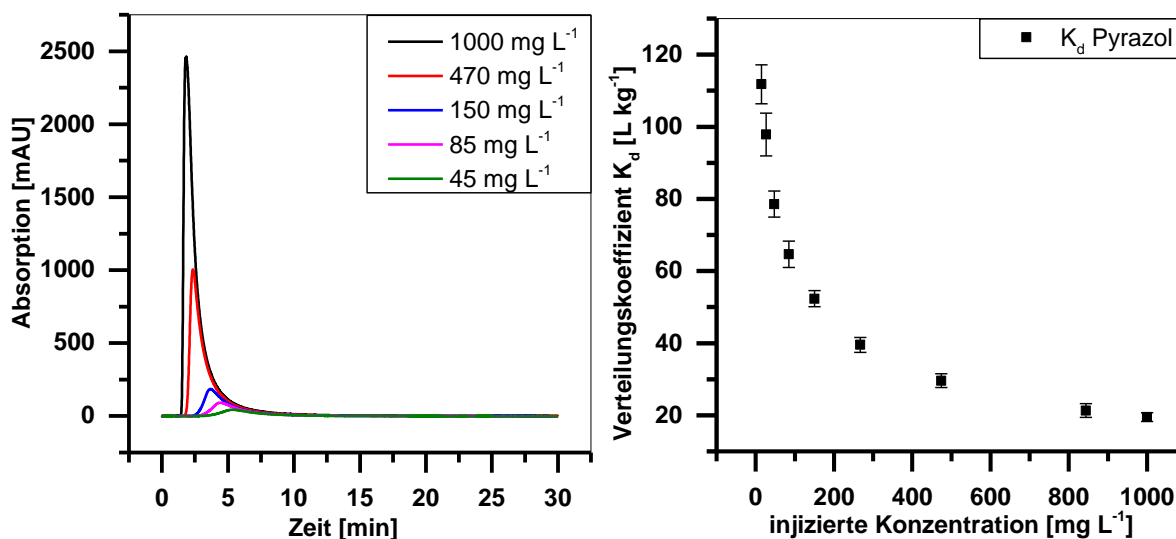 1000 mg L⁻¹
470 mg L⁻¹
150 mg L⁻¹
85 mg L⁻¹
45 mg L⁻¹
2500
2000
1500
1000
500
0
Absorption [mAU]
0 5 10 15 20 25 30
Zeit [min]
K_d Pyrazol
120
100
80
60
40
20
Verteilungskoeffizient K_d [L kg⁻¹]
0 200 400 600 800 1000
injizierte Konzentration [mg L⁻¹]